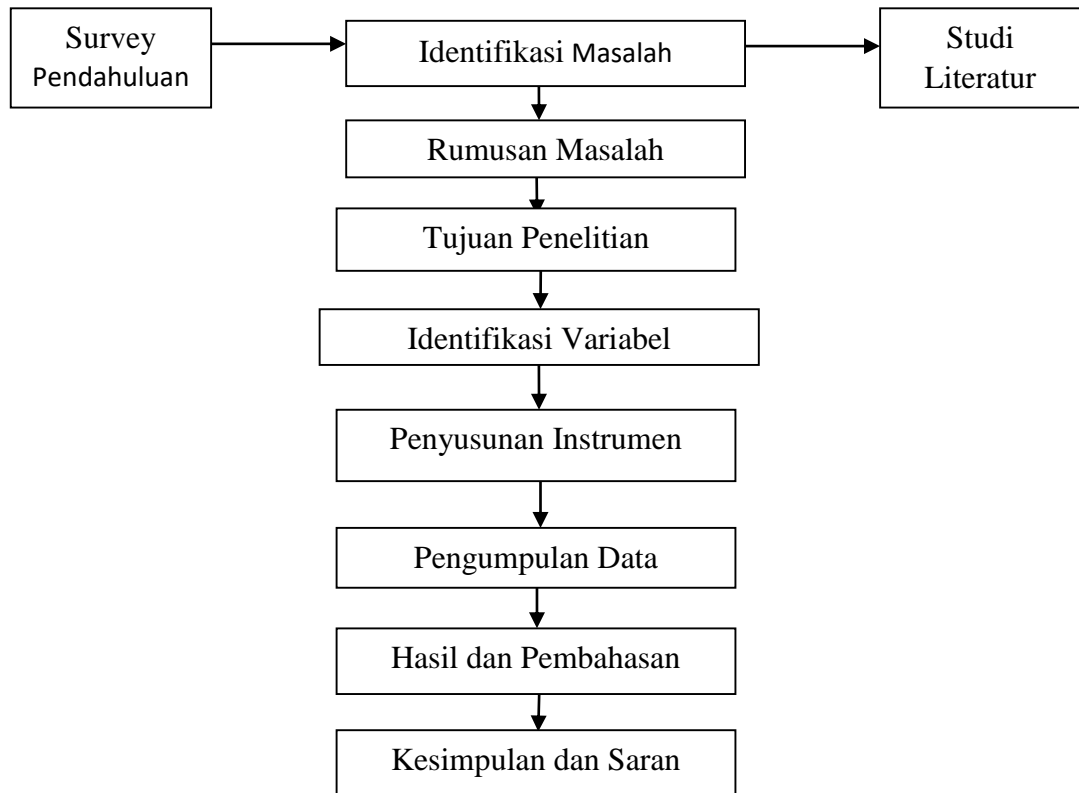 Survey
Pendahuluan
Identifikasi Masalah
Studi
Literatur
Rumusan Masalah
Tujuan Penelitian
Identifikasi Variabel
Penyusunan Instrumen
Pengumpulan Data
Hasil dan Pembahasan
Kesimpulan dan Saran